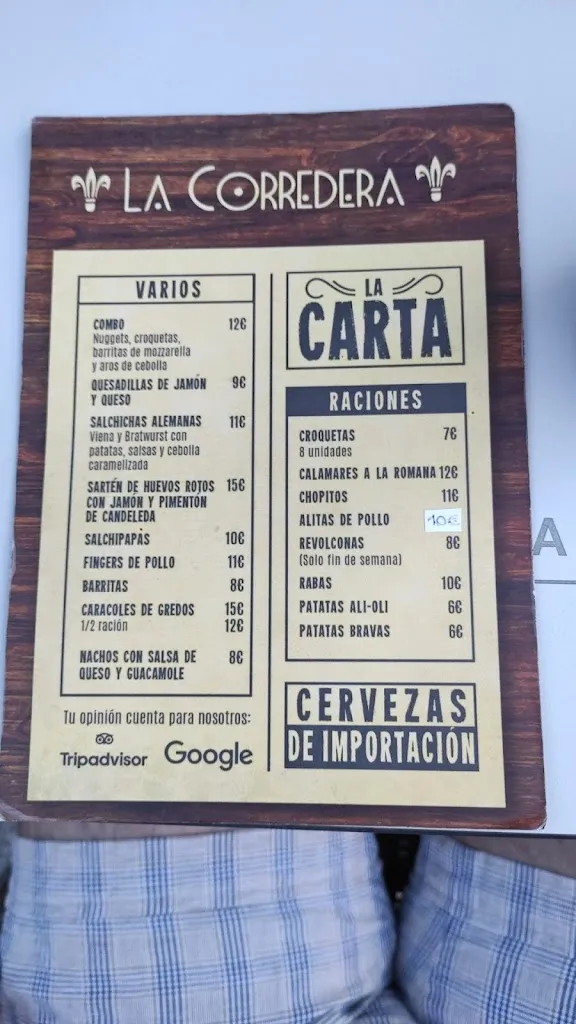 LA CORREDERA
VARIOS
COMBO 12€
Nuggets, croquetas,
barritas de mozzarella
y aros de cebolla
QUESADILLAS DE JAMÓN 9€
Y QUESO
SALCHICHAS ALEMANAS 11€
Viena y Bratwurst con
patatas, salsas y cebolla
caramelizada
SARTÉN DE HUEVOS ROTOS 15€
CON JAMÓN Y PIMENTÓN
DE CANDELEDA
SALCHIPAPAS 10€
FINGERS DE POLLO 11€
BARRITAS 8€
CARACOLES DE GREDOS 15€
1/2 ración 12€
NACHOS CON SALSA DE 8€
QUESO Y GUACAMOLE
Tu opinión cuenta para nosotros:
Tripadvisor Google
LA
CARTA
RACIONES
CROQUETAS 7€
8 unidades
CALAMARES A LA ROMANA 12€
CHOPITOS 11€
ALITAS DE POLLO 10€
REVOLCONAS 8€
(Solo fin de semana)
RABAS 10€
PATATAS ALI-OLI 6€
PATATAS BRAVAS 6€
CERVEZAS
DE IMPORTACIÓN
A